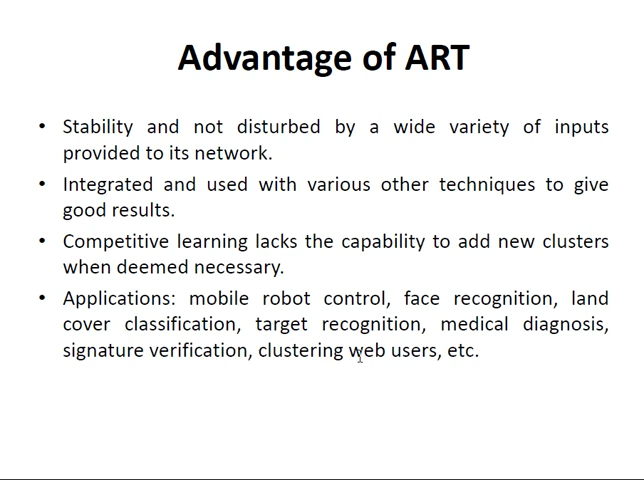 Advantage of ART
• Stability and not disturbed by a wide variety of inputs
provided to its network.
• Integrated and used with various other techniques to give
good results.
• Competitive learning lacks the capability to add new clusters
when deemed necessary.
• Applications: mobile robot control, face recognition, land
cover classification, target recognition, medical diagnosis,
signature verification, clustering web users, etc.